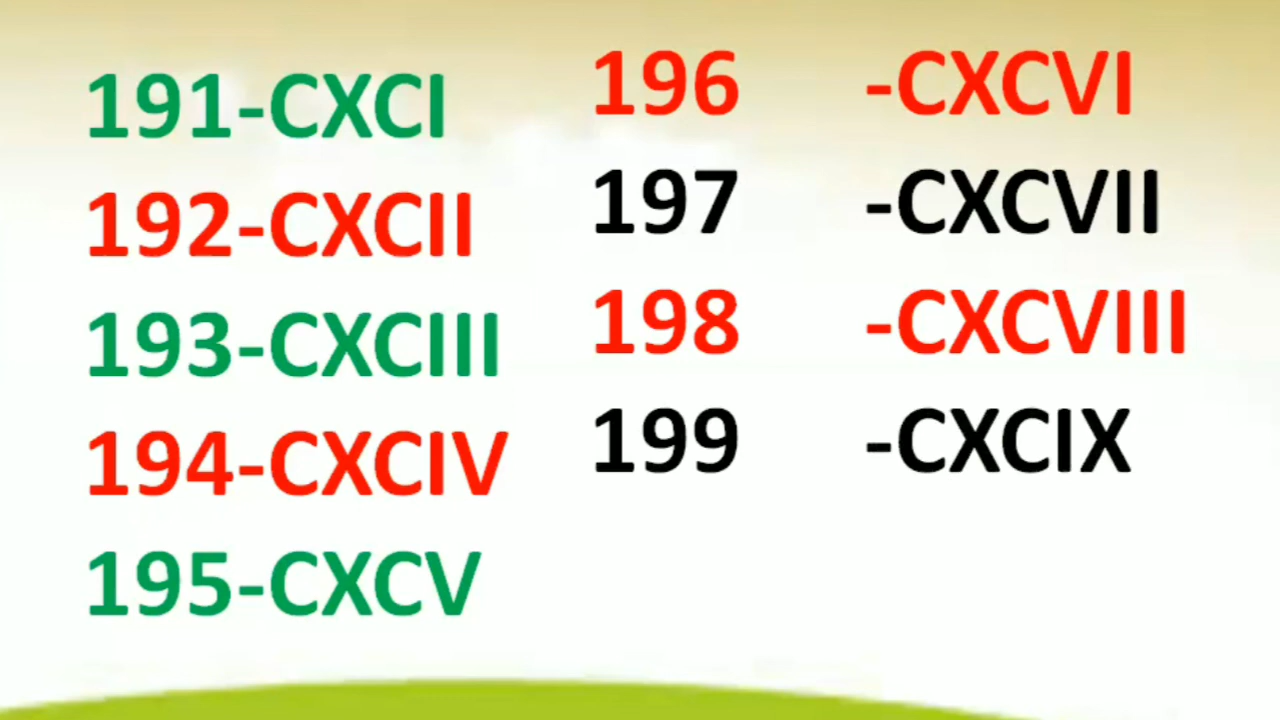 191-CXCI
192-CXCII
193-CXCIII
194-CXCIV
195-CXCV
196 -CXCVI
197 -CXCVII
198 -CXCVIII
199 -CXCIX